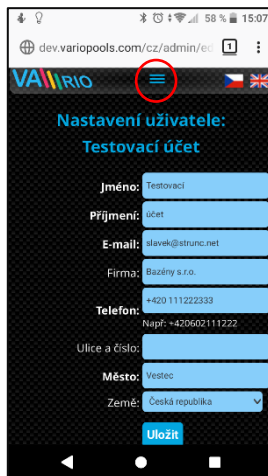 58 % 15:07
dev.variopools.com/cz/admin/ed 1
VARIO
Nastavení uživatele:
Testovací účet
Jméno: Testovací
Příjmení: účet
E-mail: slavek@strunc.net
Firma: Bazény s.r.o.
Telefon: +420 111222333
Např: +420602111222
Ulice a číslo:
Město: Vestec
Země: Česká republika
Uložit